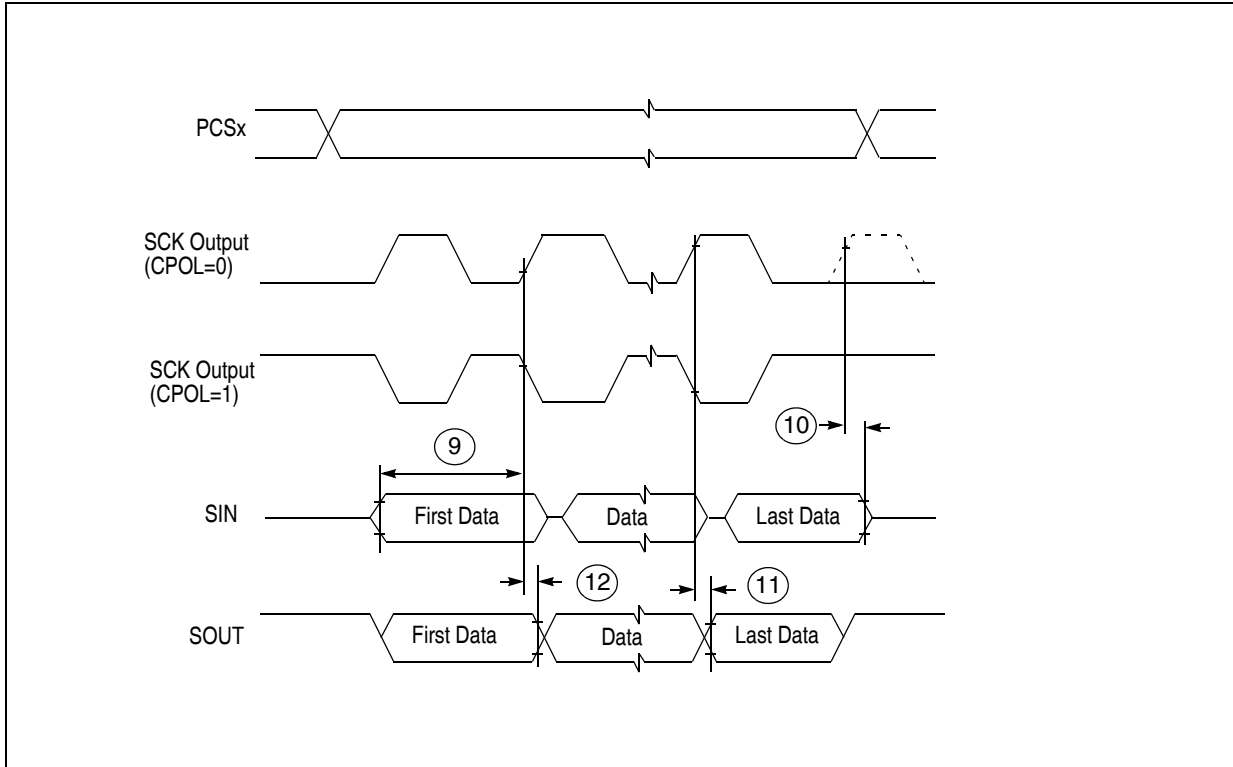 PCSx
SCK Output
(CPOL=0)
SCK Output
(CPOL=1)
10
9
SIN
First Data
Data
Last Data
12
11
SOUT
First Data
Data
Last Data